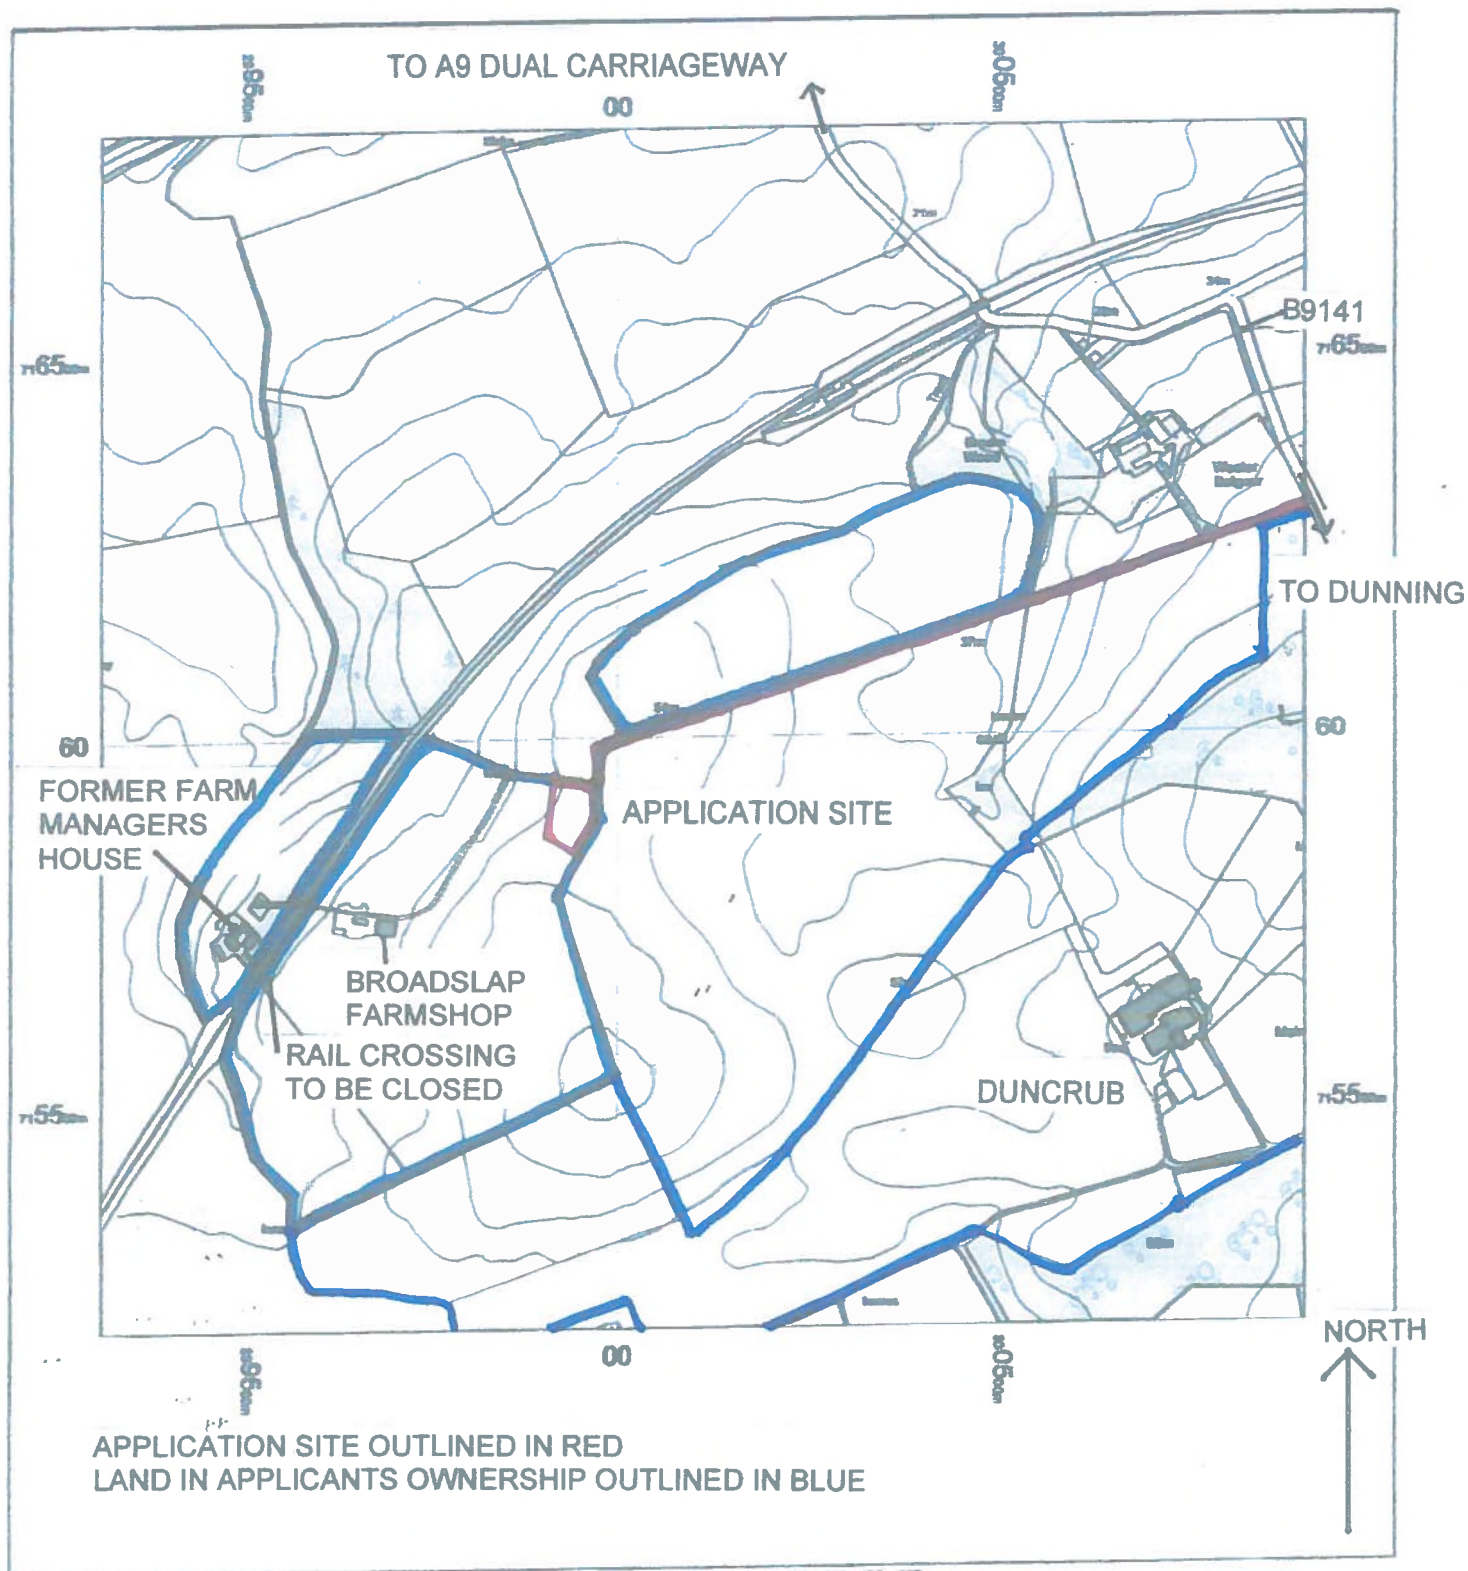 TO A9 DUAL CARRIAGEWAY
00
B9141
TO DUNNING
60
60
FORMER FARM
MANAGERS
HOUSE
APPLICATION SITE
BROADSLAP
FARMSHOP
RAIL CROSSING
TO BE CLOSED
DUNCRUB
00
NORTH
APPLICATION SITE OUTLINED IN RED
LAND IN APPLICANTS OWNERSHIP OUTLINED IN BLUE